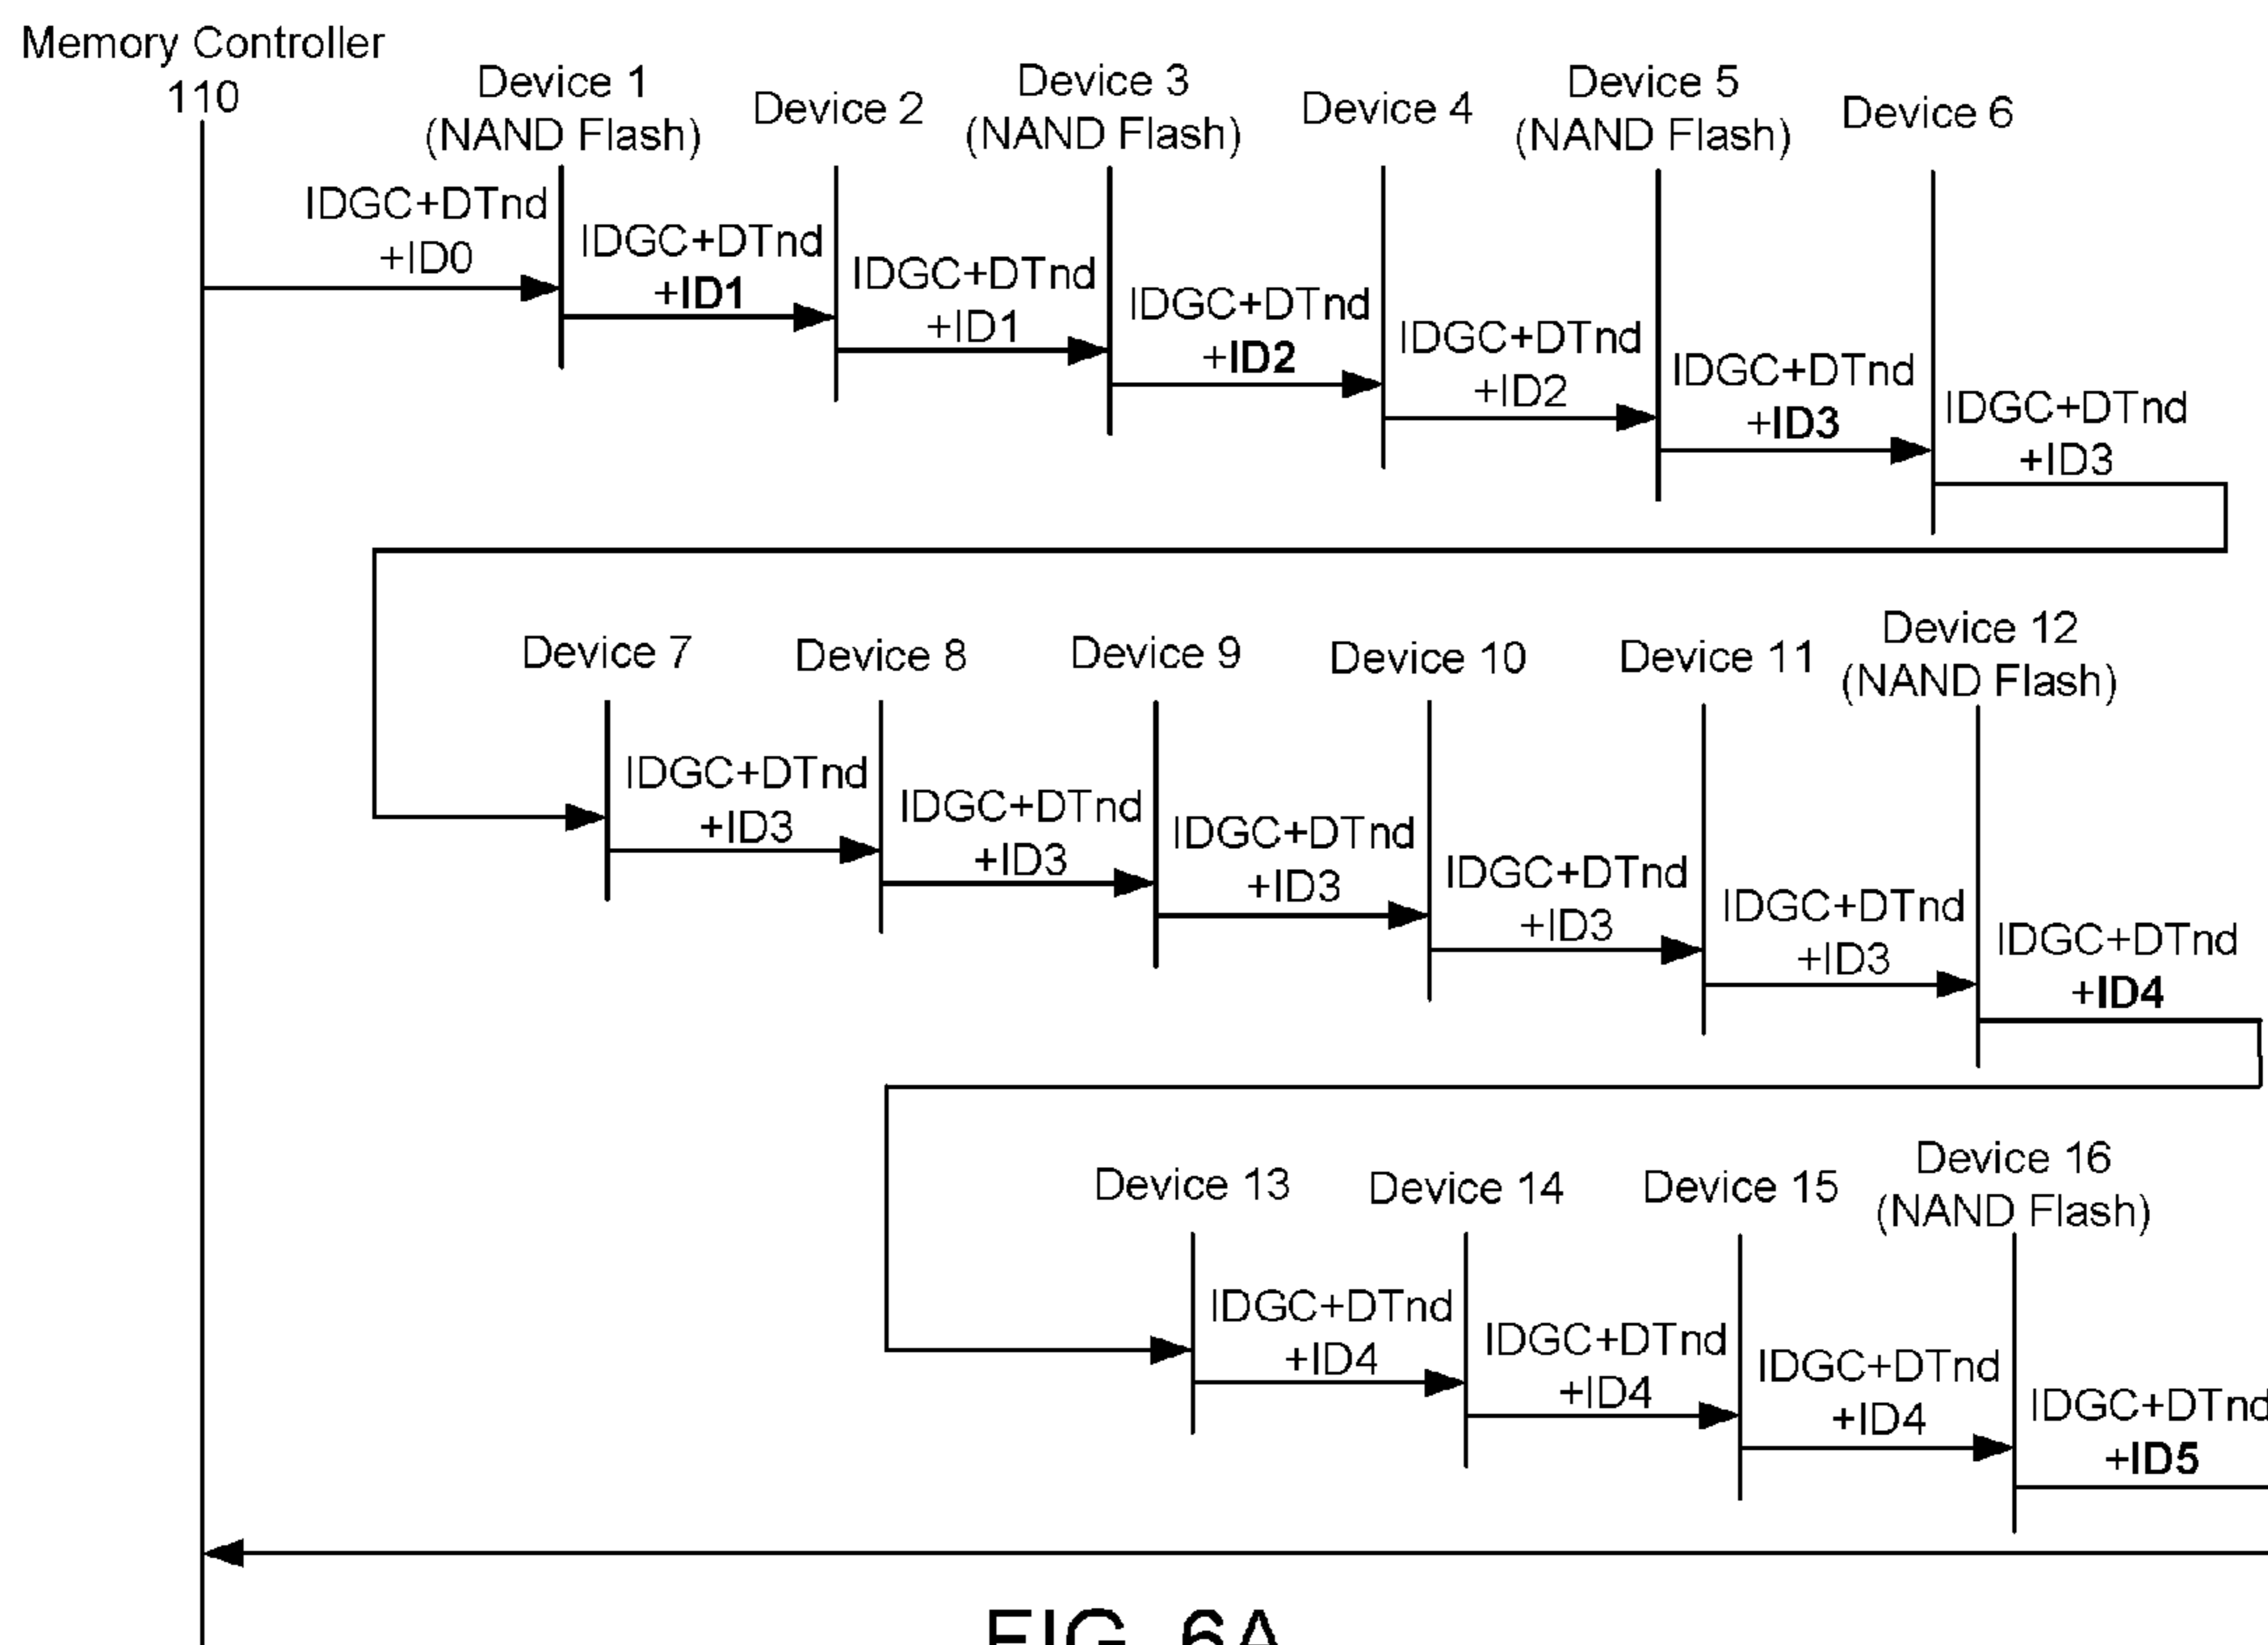 Memory Controller
110
Device 1
(NAND Flash)
Device 2
Device 3
(NAND Flash)
Device 4
Device 5
(NAND Flash)
Device 6
IDGC+DTnd
+ID0
IDGC+DTnd
+ID1
IDGC+DTnd
+ID1
IDGC+DTnd
+ID2
IDGC+DTnd
+ID2
IDGC+DTnd
+ID3
IDGC+DTnd
+ID3
Device 7
Device 8
Device 9
Device 10
Device 11
Device 12
(NAND Flash)
IDGC+DTnd
+ID3
IDGC+DTnd
+ID3
IDGC+DTnd
+ID3
IDGC+DTnd
+ID3
IDGC+DTnd
+ID3
IDGC+DTnd
+ID4
Device 13
Device 14
Device 15
Device 16
(NAND Flash)
IDGC+DTnd
+ID4
IDGC+DTnd
+ID4
IDGC+DTnd
+ID4
IDGC+DTnd
+ID5
FIG. 6A